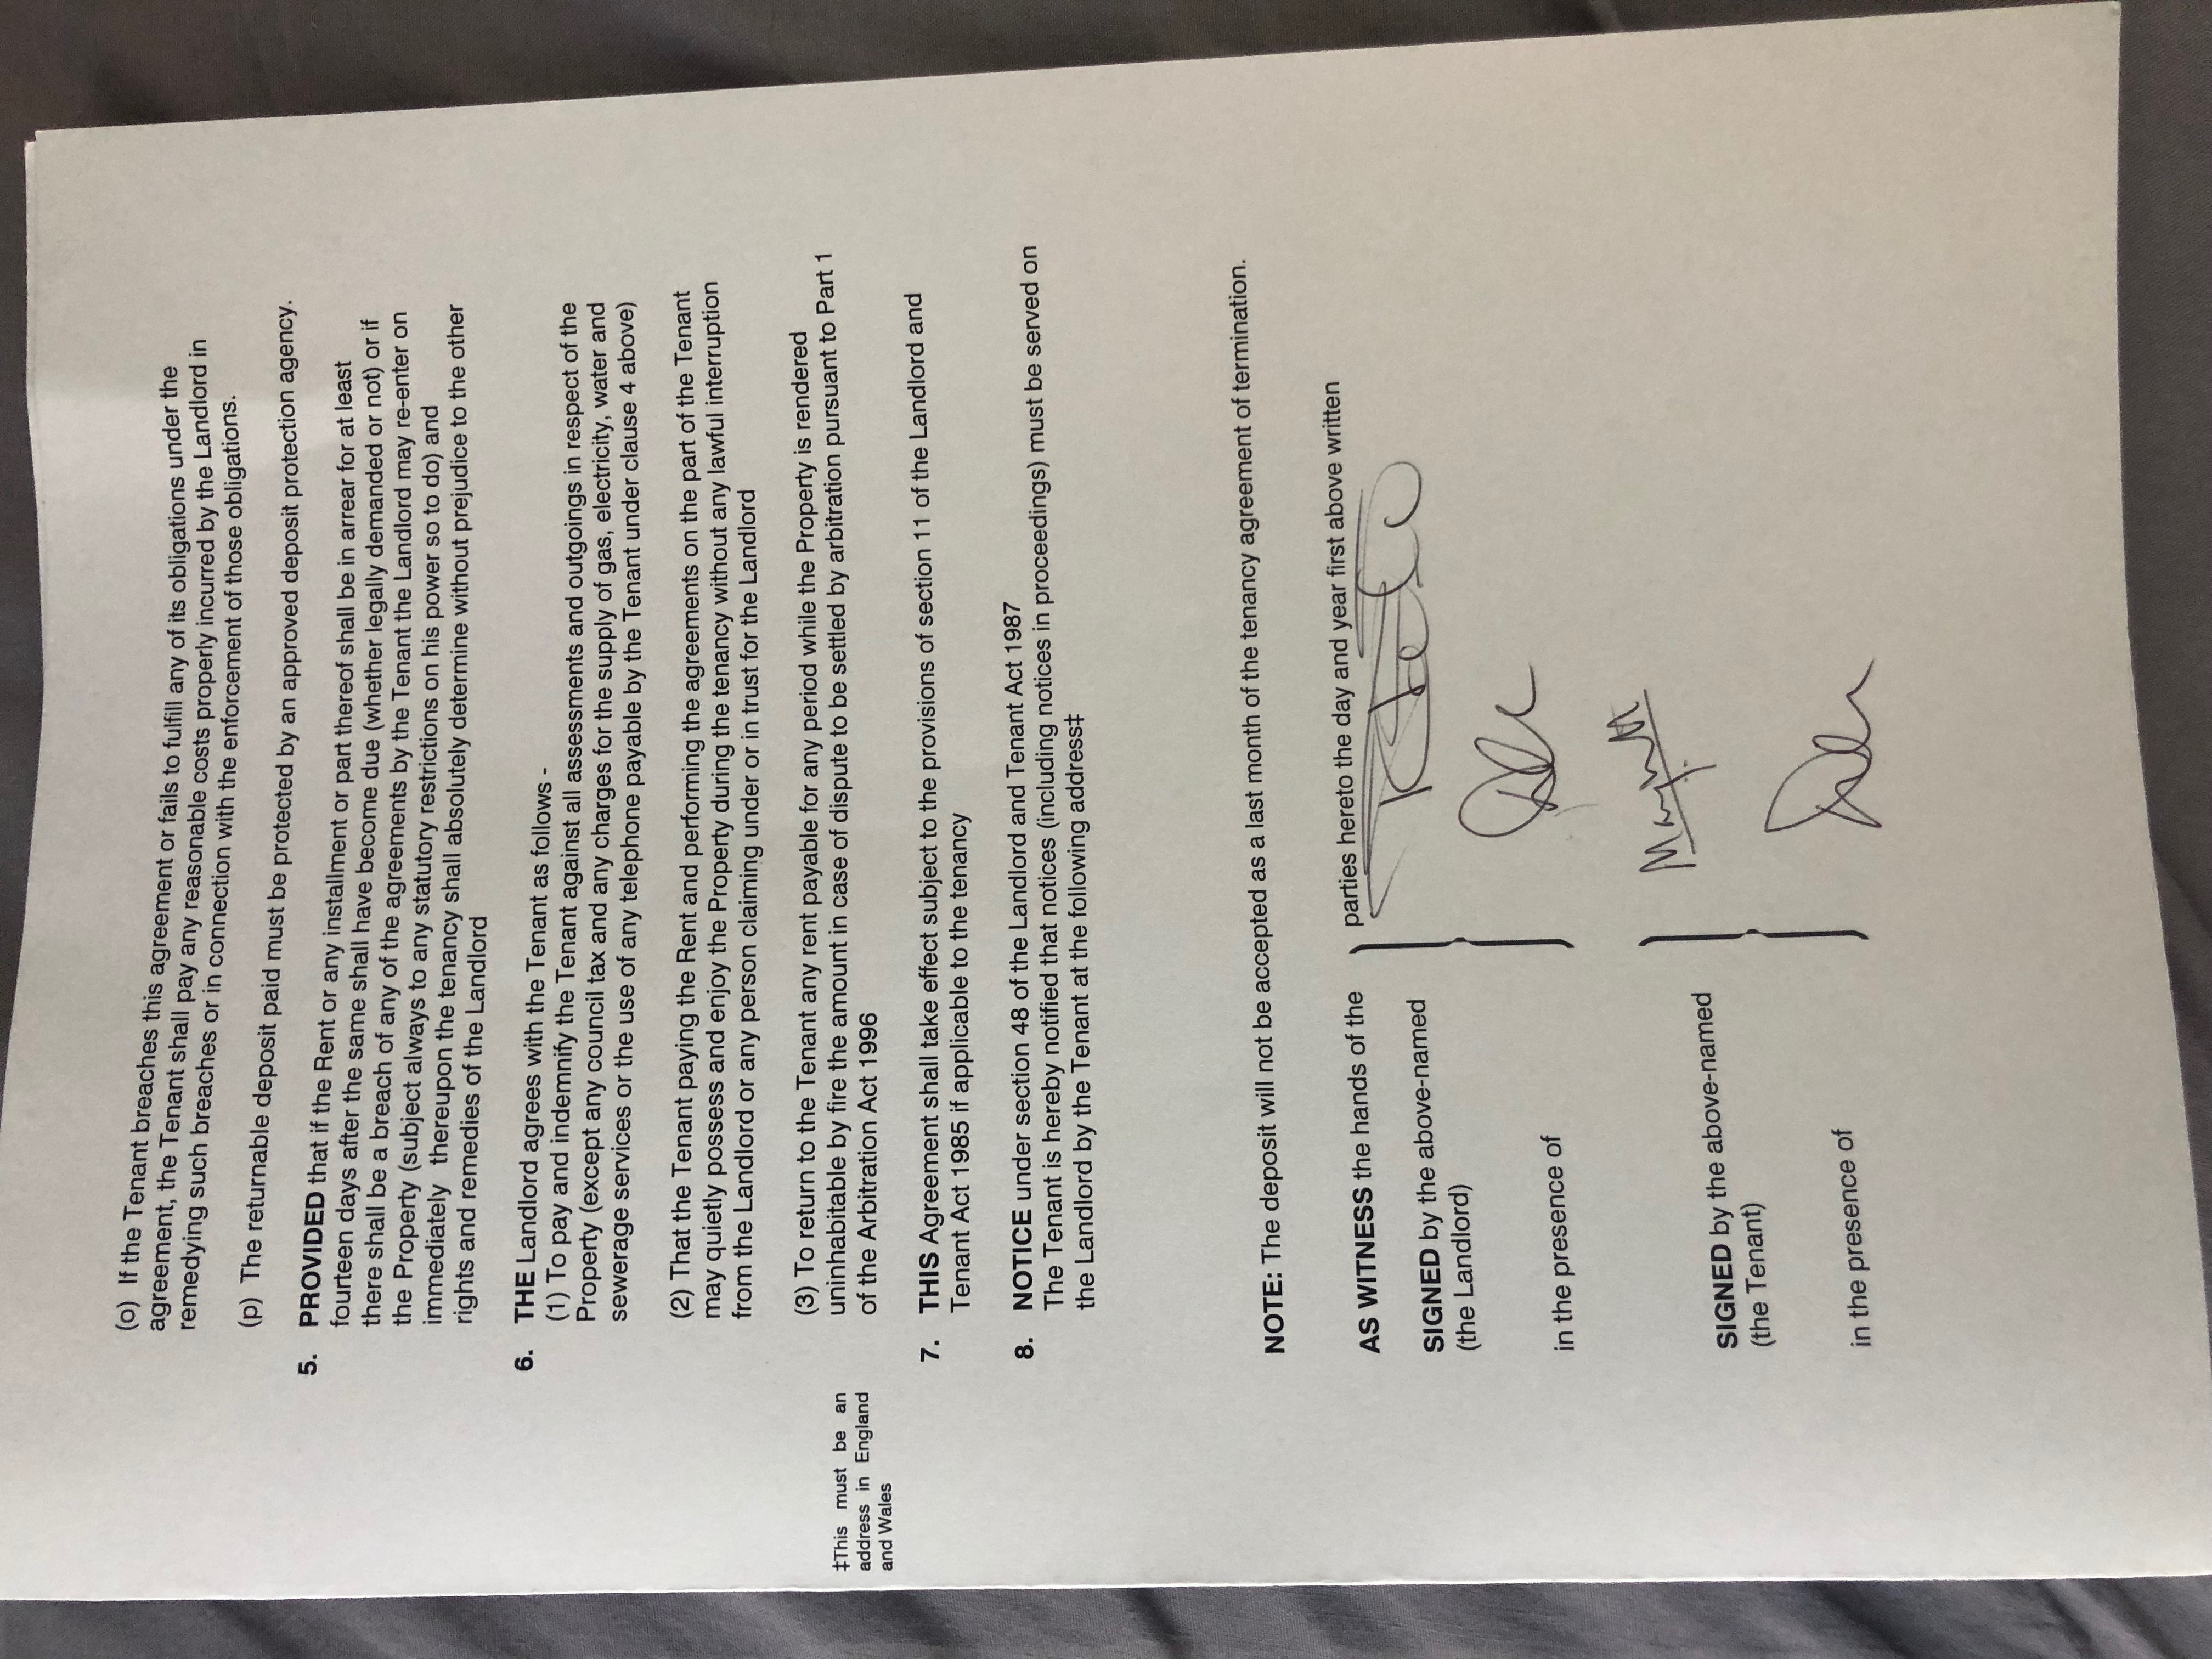 (o) If the Tenant breaches this agreement or fails to fulfill any of its obligations under the
agreement, the Tenant shall pay any reasonable costs properly incurred by the Landlord in
remedying such breaches or in connection with the enforcement of those obligations.
(p) The returnable deposit paid must be protected by an approved deposit protection agency.
5. PROVIDED that if the Rent or any installment or part thereof shall be in arrear for at least
fourteen days after the same shall have become due (whether legally demanded or not) or if
there shall be a breach of any of the agreements by the Tenant the Landlord may re-enter on
the Property (subject always to any statutory restrictions on his power so to do) and
immediately thereupon the tenancy shall absolutely determine without prejudice to the other
rights and remedies of the Landlord
6. THE Landlord agrees with the Tenant as follows -
(1) To pay and indemnify the Tenant against all assessments and outgoings in respect of the
Property (except any council tax and any charges for the supply of gas, electricity, water and
sewerage services or the use of any telephone payable by the Tenant under clause 4 above)
(2) That the Tenant paying the Rent and performing the agreements on the part of the Tenant
may quietly possess and enjoy the Property during the tenancy without any lawful interruption
from the Landlord or any person claiming under or in trust for the Landlord
(3) To return to the Tenant any rent payable for any period while the Property is rendered
uninhabitable by fire the amount in case of dispute to be settled by arbitration pursuant to Part 1
of the Arbitration Act 1996
‡This must be an
address in England
and Wales
7. THIS Agreement shall take effect subject to the provisions of section 11 of the Landlord and
Tenant Act 1985 if applicable to the tenancy
8. NOTICE under section 48 of the Landlord and Tenant Act 1987
The Tenant is hereby notified that notices (including notices in proceedings) must be served on
the Landlord by the Tenant at the following address‡
NOTE: The deposit will not be accepted as a last month of the tenancy agreement of termination.
AS WITNESS the hands of the parties hereto the day and year first above written
SIGNED by the above-named
(the Landlord)
in the presence of
SIGNED by the above-named
(the Tenant)
in the presence of